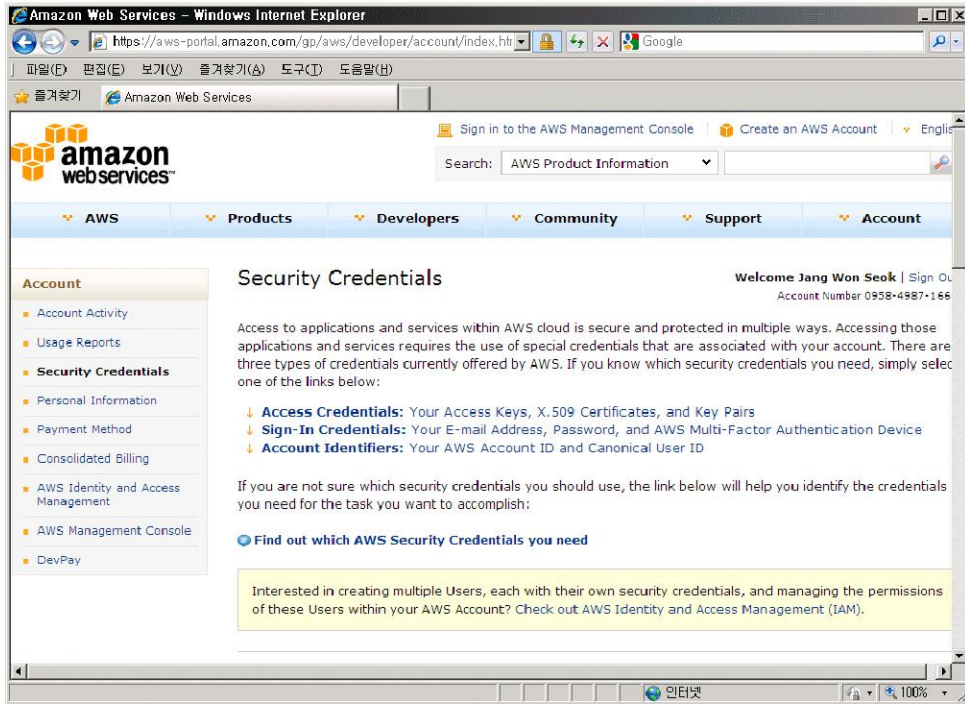 Amazon Web Services - Windows Internet Explorer
https://aws-portal.amazon.com/gp/aws/developer/account/index.htr
Google
파일(F) 편집(E) 보기(V) 즐겨찾기(A) 도구(T) 도움말(H)
즐겨찾기 Amazon Web Services
Sign in to the AWS Management Console Create an AWS Account Englis
amazon
webservices™
Search: AWS Product Information
AWS Products Developers Community Support Account
Account
Account Activity
Usage Reports
Security Credentials
Personal Information
Payment Method
Consolidated Billing
AWS Identity and Access
Management
AWS Management Console
DevPay
Security Credentials
Welcome Jang Won Seok | Sign Ou
Account Number 0958-4987-166
Access to applications and services within AWS cloud is secure and protected in multiple ways. Accessing those
applications and services requires the use of special credentials that are associated with your account. There are
three types of credentials currently offered by AWS. If you know which security credentials you need, simply selec
one of the links below:
↓ Access Credentials: Your Access Keys, X.509 Certificates, and Key Pairs
↓ Sign-In Credentials: Your E-mail Address, Password, and AWS Multi-Factor Authentication Device
↓ Account Identifiers: Your AWS Account ID and Canonical User ID
If you are not sure which security credentials you should use, the link below will help you identify the credentials
you need for the task you want to accomplish:
Find out which AWS Security Credentials you need
Interested in creating multiple Users, each with their own security credentials, and managing the permissions
of these Users within your AWS Account? Check out AWS Identity and Access Management (IAM).
인터넷 100%